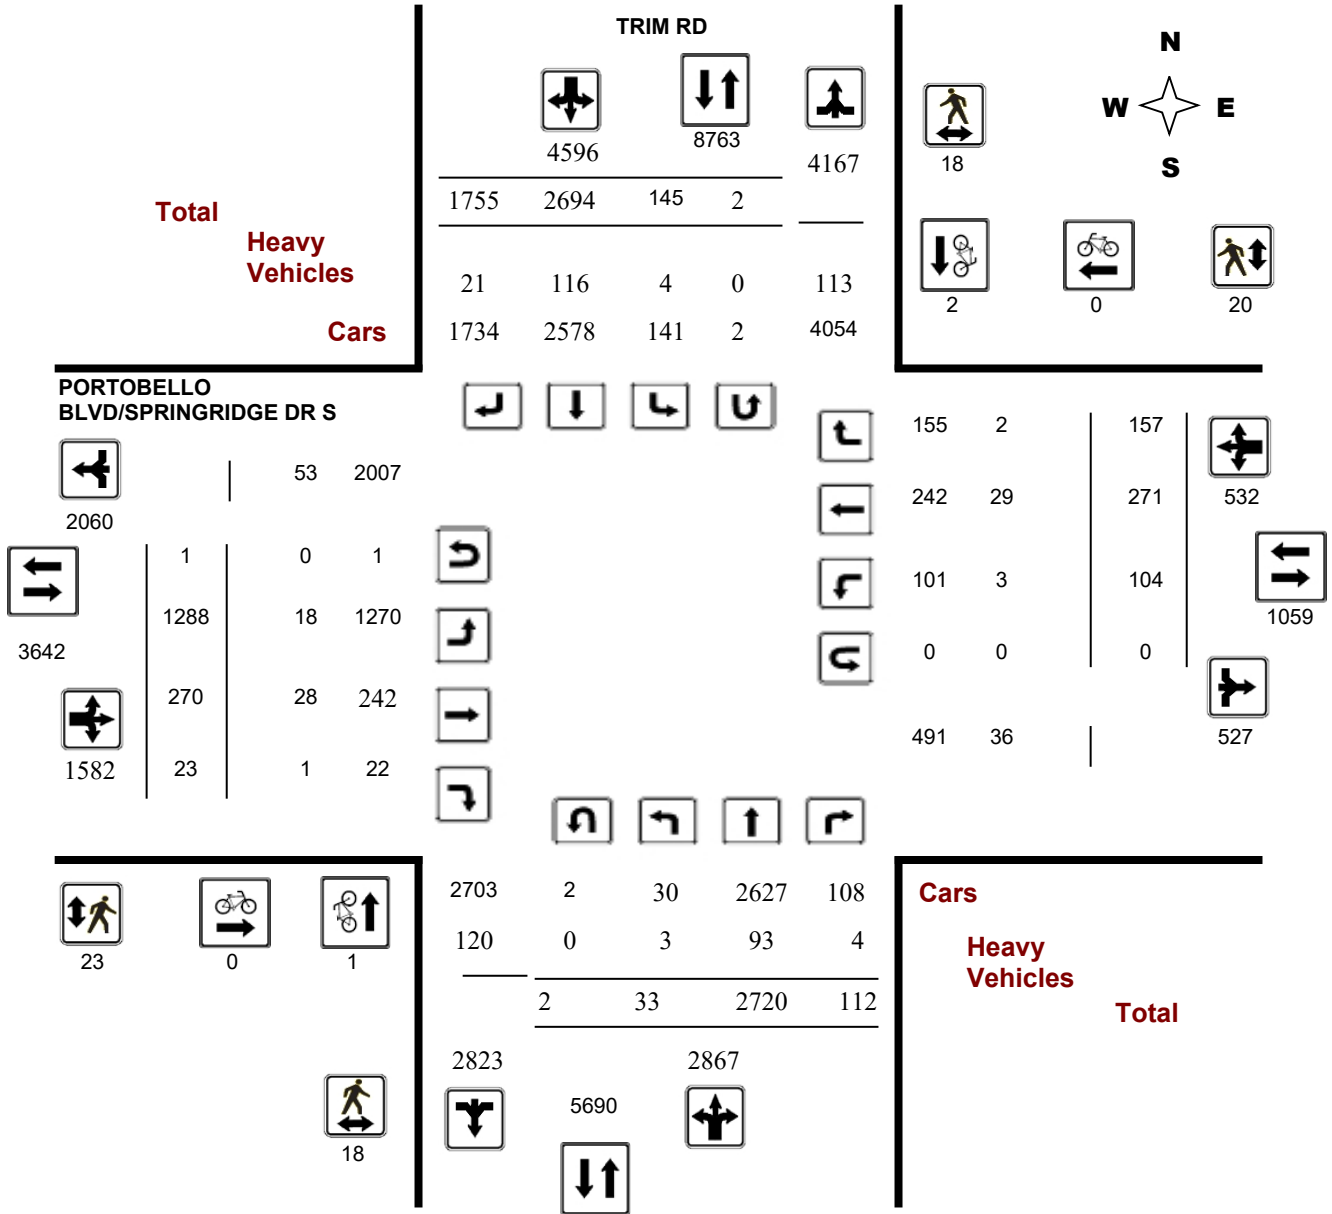 TRIM RD
N
W E
S
4596 8763 4167 18
1755 2694 145 2
Total
Heavy
Vehicles
21 116 4 0 113
2 0 20
Cars
1734 2578 141 2 4054
PORTOBELLO
BLVD/SPRINGRIDGE DR S
155 2 157
53 2007
242 29 271 532
2060
1 0 1
101 3 104
1288 18 1270 1059
3642 0 0 0
270 28 242
491 36 527
1582 23 1 22
2703 2 30 2627 108 Cars
120 0 3 93 4 Heavy
Vehicles
23 0 1
2 33 2720 112 Total
2823 2867
5690
18